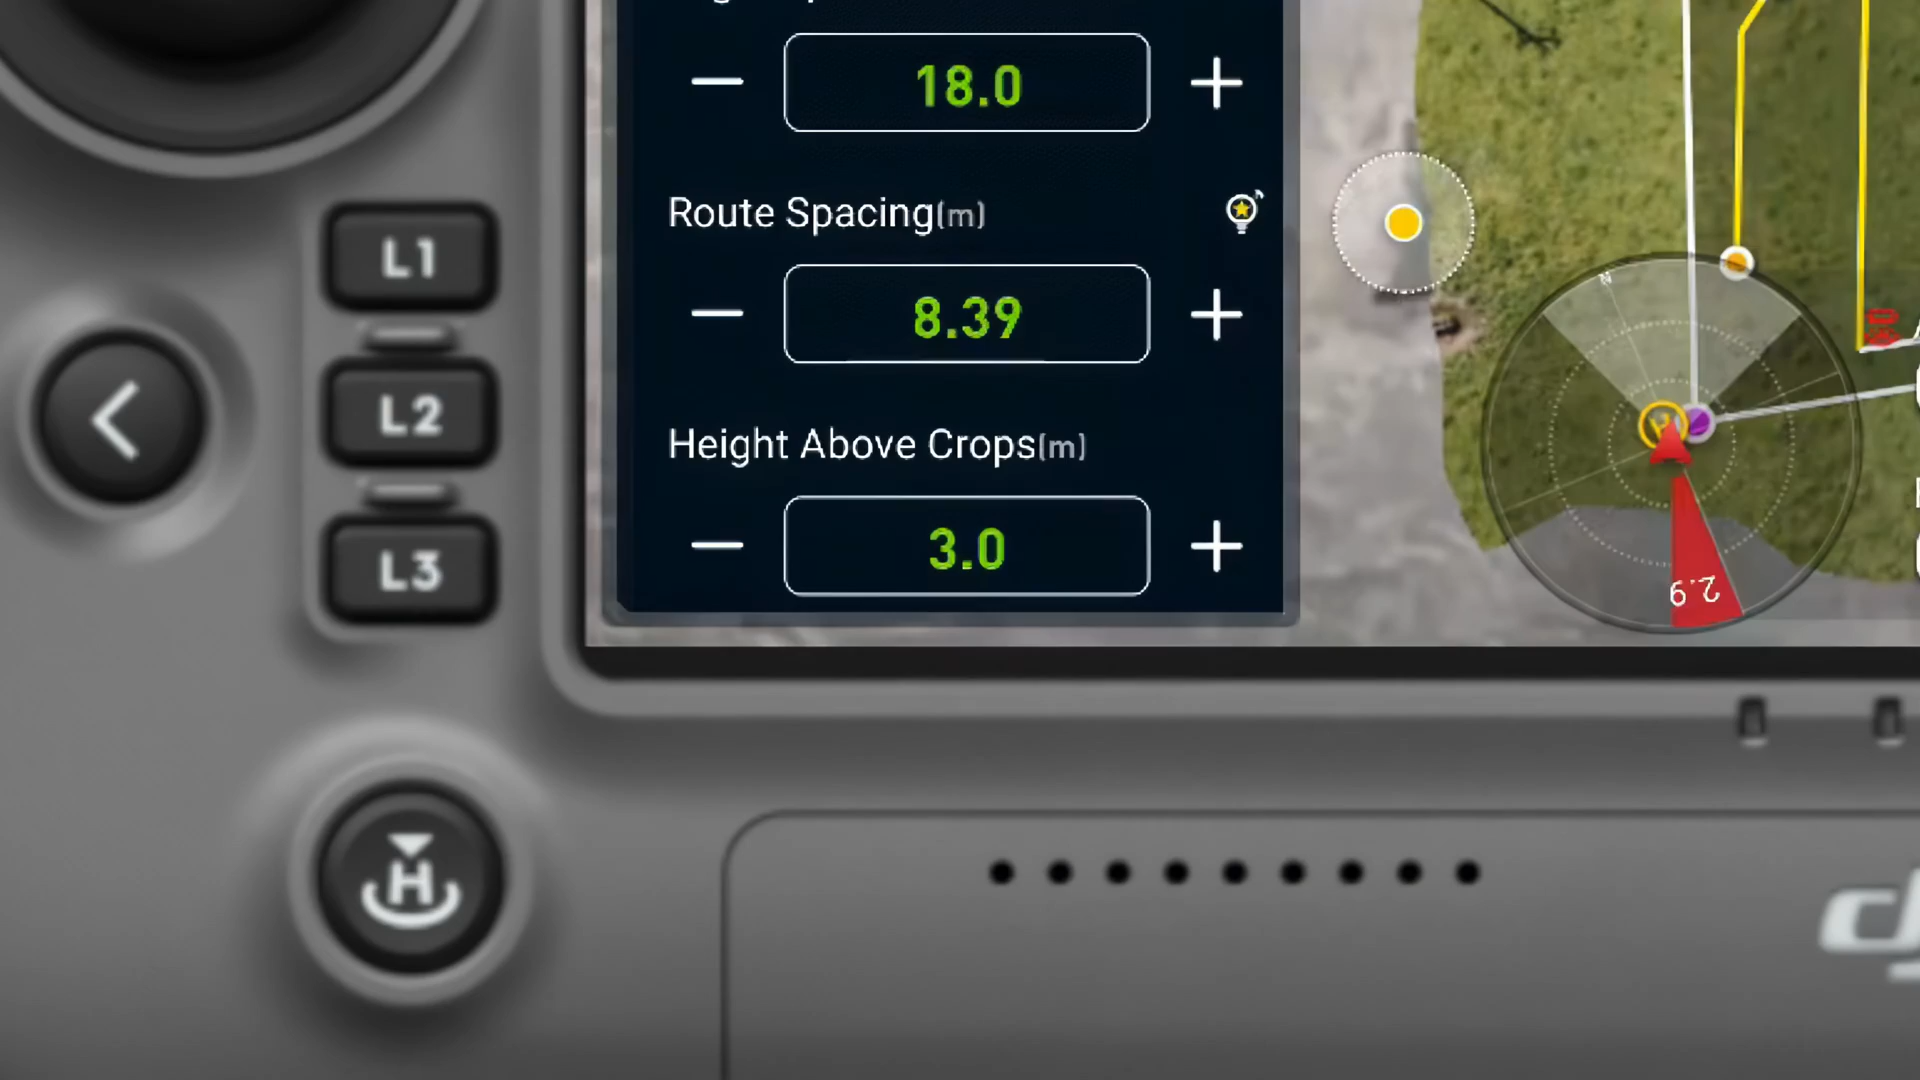 18.0
Route Spacing(m)
8.39
Height Above Crops(m)
3.0
N
2.9
L1
L2
L3
H